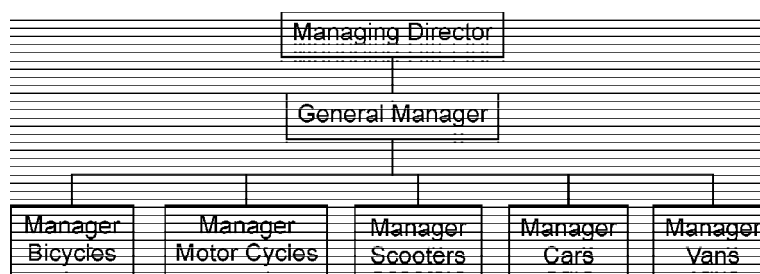 Managing Director
General Manager
Manager
Bicycles
Manager
Motor Cycles
Manager
Scooters
Manager
Cars
Manager
Vans